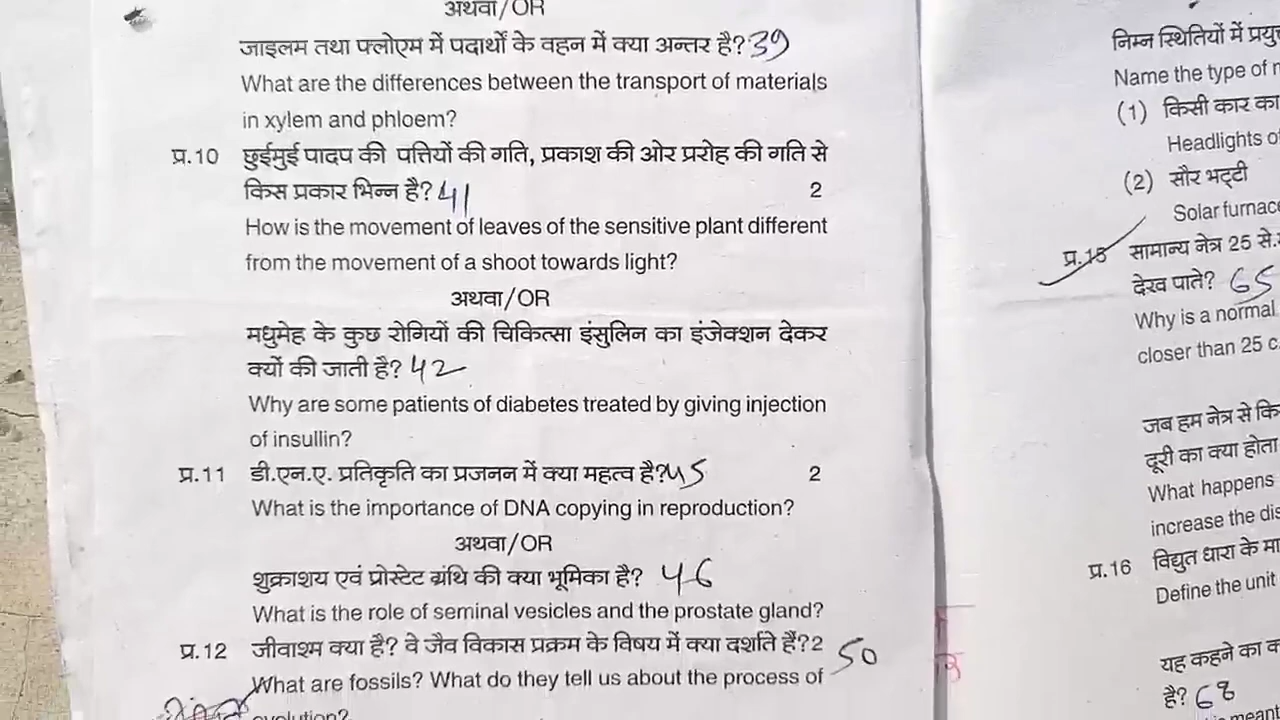 अथवा/OR
जाइलम तथा फ्लोएम में पदार्थों के वहन में क्या अन्तर है? 39
What are the differences between the transport of materials
in xylem and phloem?
प्र.10 छुईमुई पादप की पत्तियों की गति, प्रकाश की ओर प्ररोह की गति से
किस प्रकार भिन्न है? 41 2
How is the movement of leaves of the sensitive plant different
from the movement of a shoot towards light?
अथवा/OR
मधुमेह के कुछ रोगियों की चिकित्सा इंसुलिन का इंजेक्शन देकर
क्यों की जाती है? 42
Why are some patients of diabetes treated by giving injection
of insullin?
प्र.11 डी.एन.ए. प्रतिकृति का प्रजनन में क्या महत्व है? 45 2
What is the importance of DNA copying in reproduction?
अथवा/OR
शुक्राशय एवं प्रोस्टेट ग्रंथि की क्या भूमिका है? 46
What is the role of seminal vesicles and the prostate gland?
प्र.12 जीवाश्म क्या है? वे जैव विकास प्रक्रम के विषय में क्या दर्शाते हैं? 2 50
What are fossils? What do they tell us about the process of
evolution?
निम्न स्थितियों में
Name the type of
(1) किसी कार का
Headlights
(2) सौर भट्टी
Solar
प्र.15 सामान्य नेत्र 25 से.
देख पाते? 65
Why is a normal
closer than 25
जब हम नेत्र से
दूरी का क्या होता
What happens
increase the
प्र.16 विद्युत धारा के
Define the unit
यह कहने का
है? 68
meant